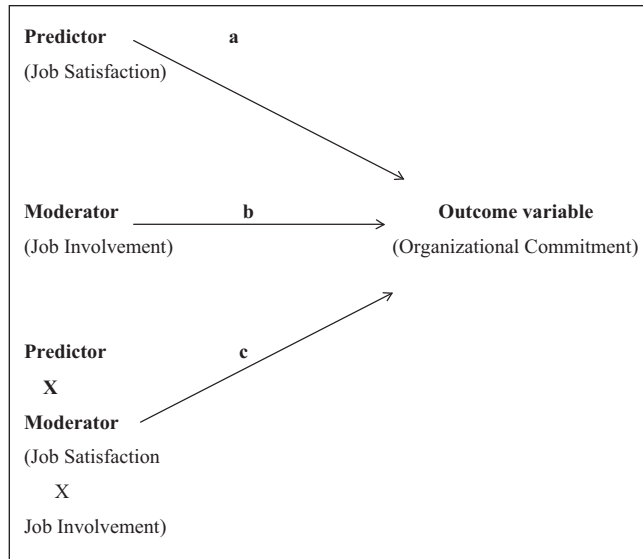 Predictor a
(Job Satisfaction)
Moderator b Outcome variable
(Job Involvement) (Organizational Commitment)
Predictor c
X
Moderator
(Job Satisfaction
X
Job Involvement)